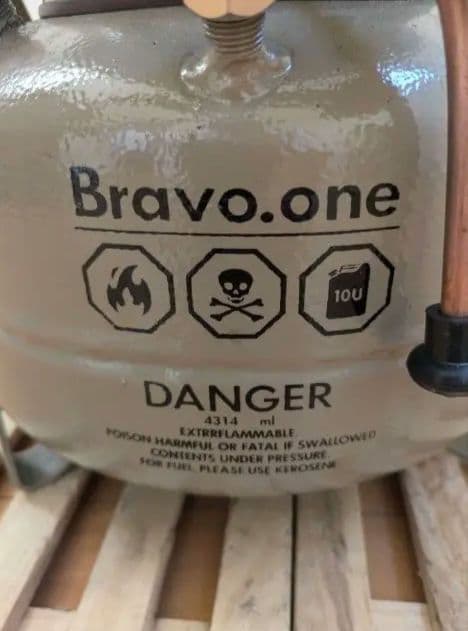 Bravo.one
10U
DANGER
4314 ml
EXTRRFLAMMABLE.
POISON HARMFUL OR FATAL IF SWALLOWED
CONTENTS UNDER PRESSURE.
FOR FUEL, PLEASE USE KEROSENE